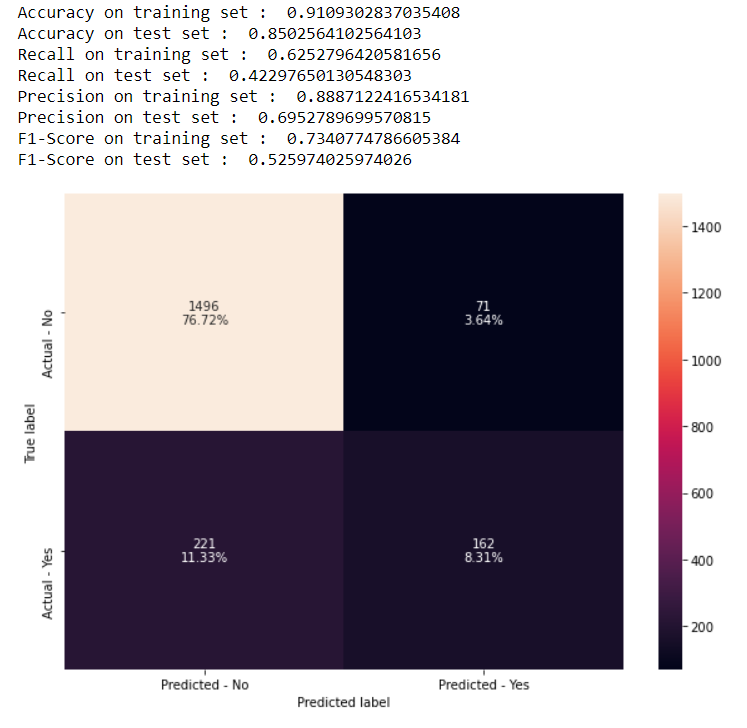 Accuracy on training set :  0.9109302837035408
Accuracy on test set :  0.8502564102564103
Recall on training set :  0.6252796420581656
Recall on test set :  0.42297650130548303
Precision on training set :  0.8887122416534181
Precision on test set :  0.6952789699570815
F1-Score on training set :  0.7340774786605384
F1-Score on test set :  0.525974025974026
1400
1200
1000
800
600
400
200
True label
Actual - No
Actual - Yes
1496
76.72%
71
3.64%
221
11.33%
162
8.31%
Predicted - No
Predicted - Yes
Predicted label